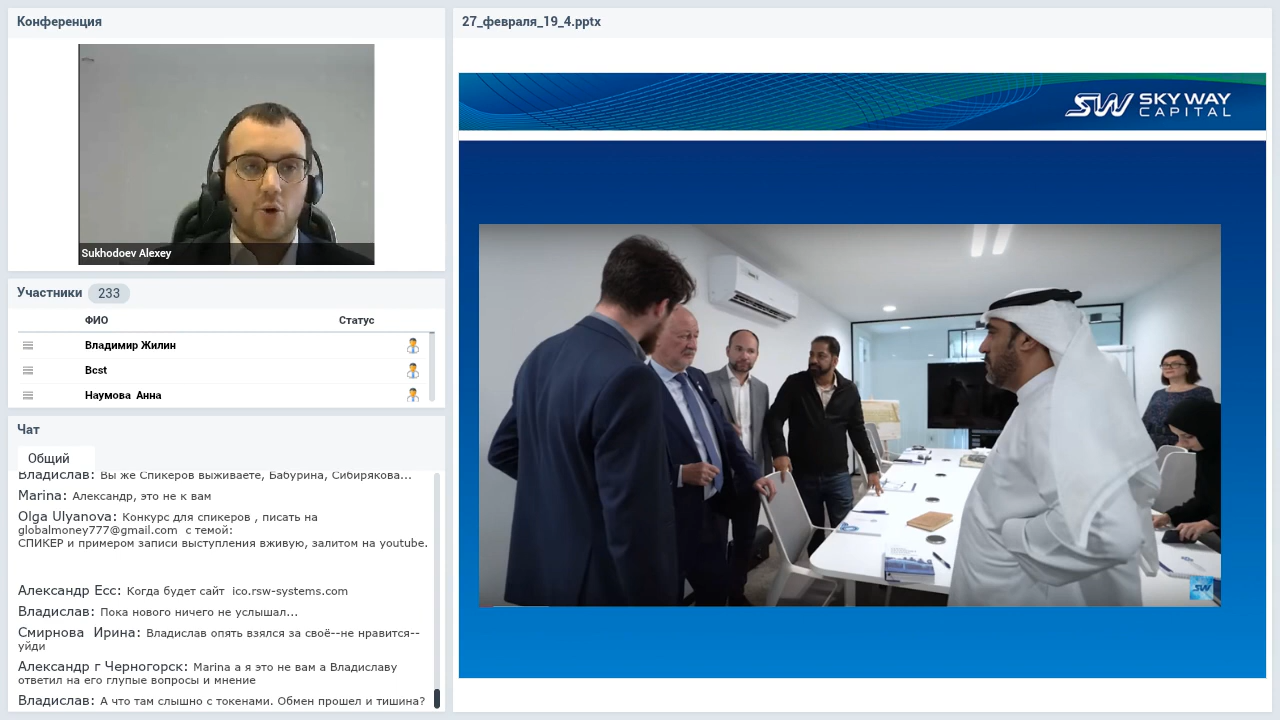 Конференция
Sukhodoev Alexey
Участники 233
ФИО Статус
Владимир Жилин
Bcst
Наумова Анна
Чат
Общий
Владислав: Вы же Спикеров выживаете, Бабурина, Сибирякова...
Marina: Александр, это не к вам
Olga Ulyanova: Конкурс для спикеров , писать на
globalmoney777@gmail.com с темой:
СПИКЕР и примером записи выступления вживую, залитом на youtube.
Александр Есс: Когда будет сайт ico.rsw-systems.com
Владислав: Пока нового ничего не услышал...
Смирнова Ирина: Владислав опять взялся за своё--не нравится--
уйди
Александр г Черногорск: Marina а я это не вам а Владиславу
ответил на его глупые вопросы и мнение
Владислав: А что там слышно с токенами. Обмен прошел и тишина?
27_февраля_19_4.pptx
SW SKY WAY
CAPITAL
SW